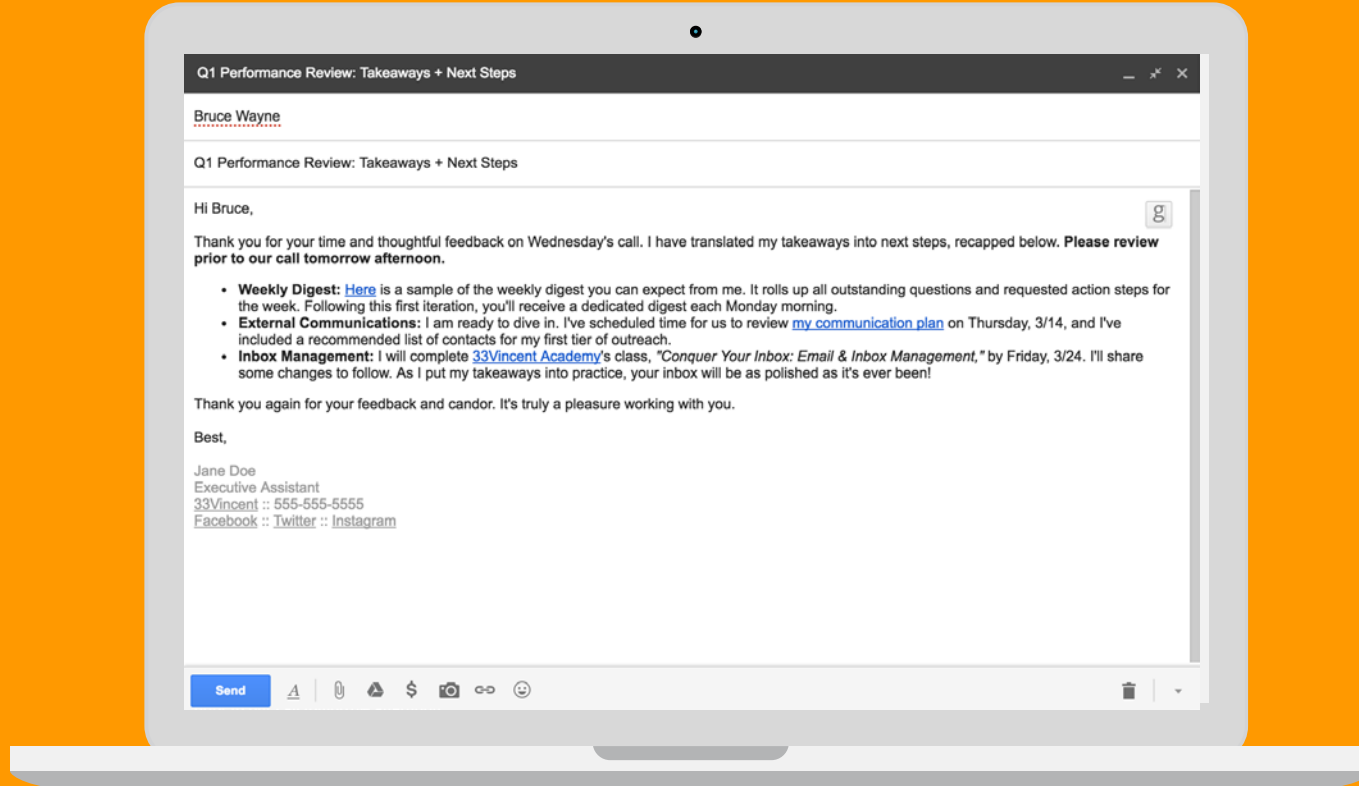 Q1 Performance Review: Takeaways + Next Steps
Bruce Wayne
Q1 Performance Review: Takeaways + Next Steps
Hi Bruce,
g
Thank you for your time and thoughtful feedback on Wednesday's call. I have translated my takeaways into next steps, recapped below. Please review
prior to our call tomorrow afternoon.
• Weekly Digest: Here is a sample of the weekly digest you can expect from me. It rolls up all outstanding questions and requested action steps for
the week. Following this first iteration, you'll receive a dedicated digest each Monday morning.
• External Communications: I am ready to dive in. I've scheduled time for us to review my communication plan on Thursday, 3/14, and I've
included a recommended list of contacts for my first tier of outreach.
• Inbox Management: I will complete 33Vincent Academy's class, "Conquer Your Inbox: Email & Inbox Management," by Friday, 3/24. I'll share
some changes to follow. As I put my takeaways into practice, your inbox will be as polished as it's ever been!
Thank you again for your feedback and candor. It's truly a pleasure working with you.
Best,
Jane Doe
Executive Assistant
33Vincent :: 555-555-5555
Facebook :: Twitter :: Instagram
Send A $